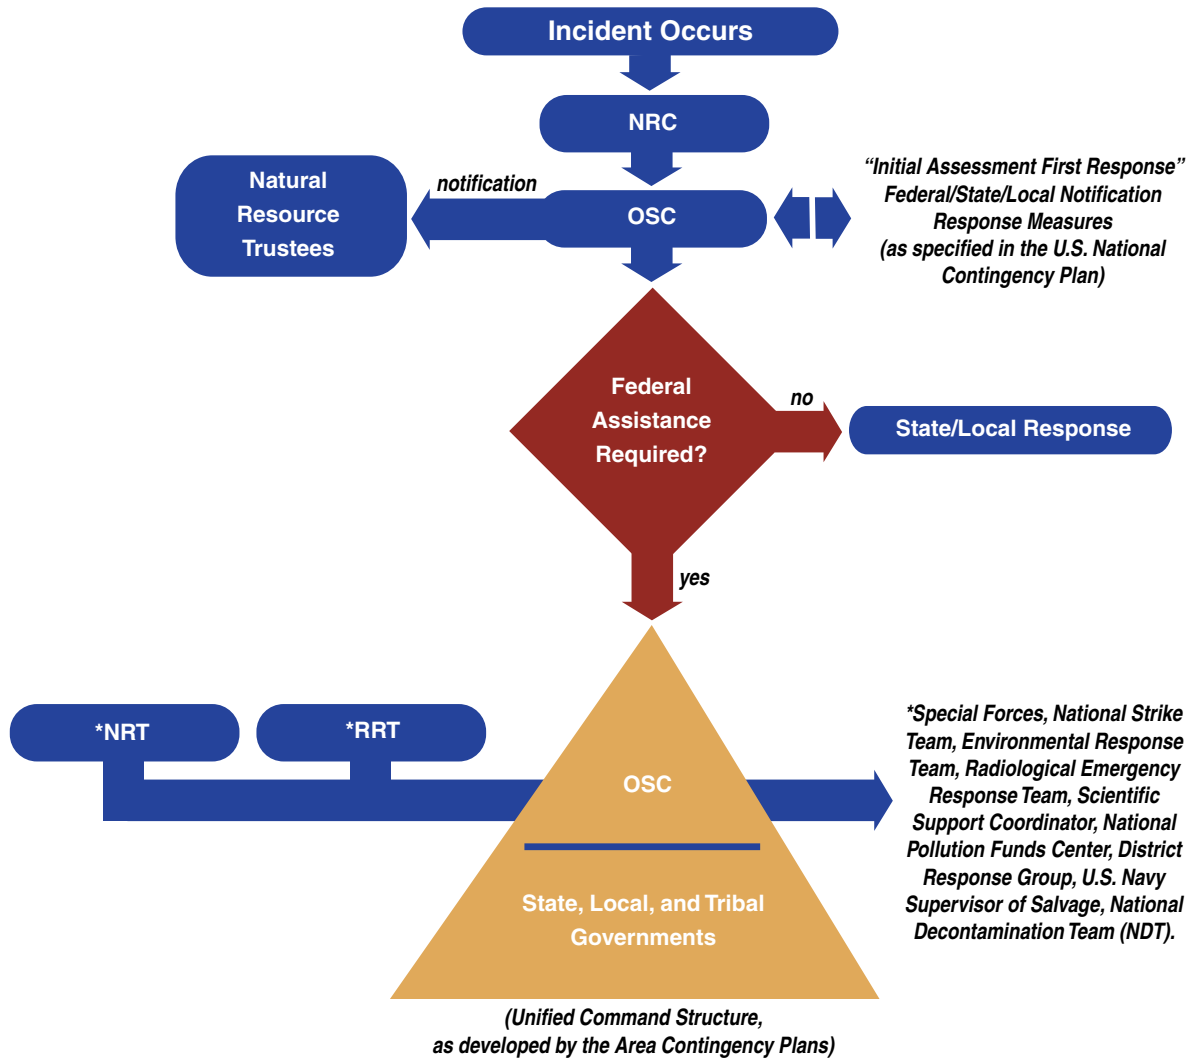 Incident Occurs
NRC
Natural
Resource
Trustees
notification
OSC
“Initial Assessment First Response”
Federal/State/Local Notification
Response Measures
(as specified in the U.S. National
Contingency Plan)
Federal
Assistance
Required?
no
State/Local Response
yes
*NRT
*RRT
OSC
State, Local, and Tribal
Governments
*Special Forces, National Strike
Team, Environmental Response
Team, Radiological Emergency
Response Team, Scientific
Support Coordinator, National
Pollution Funds Center, District
Response Group, U.S. Navy
Supervisor of Salvage, National
Decontamination Team (NDT).
(Unified Command Structure,
as developed by the Area Contingency Plans)